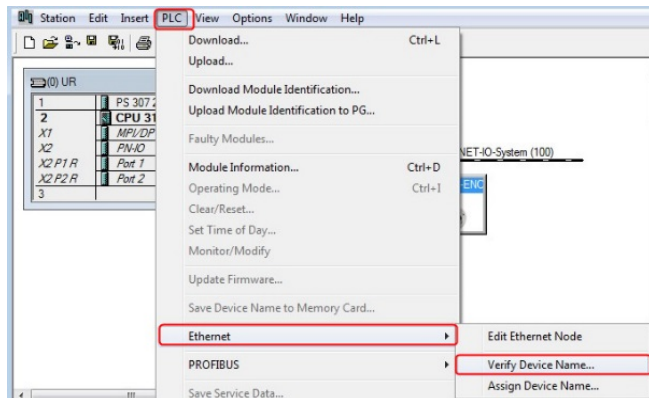 Station Edit Insert PLC View Options Window Help
Download... Ctrl+L
Upload...
Download Module Identification...
Upload Module Identification to PG...
Faulty Modules...
Module Information... Ctrl+D
Operating Mode... Ctrl+I
Clear/Reset...
Set Time of Day...
Monitor/Modify
Update Firmware...
Save Device Name to Memory Card...
Ethernet
PROFIBUS
Save Service Data...
Edit Ethernet Node
Verify Device Name...
Assign Device Name...
(0) UR
1 PS 307 2
2 CPU 31
X1 MPI/DP
X2 PN-IO
X2 P1 R Port 1
X2 P2 R Port 2
3
NET-IO-System (100)
-ENC